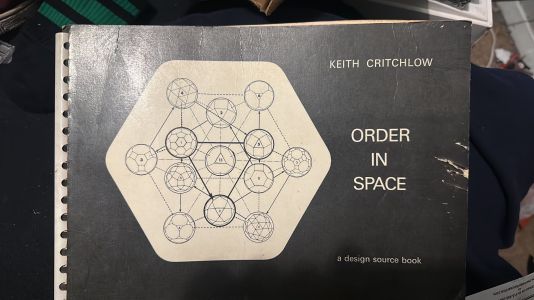 KEITH CRITCHLOW
ORDER
IN
SPACE
a design source book